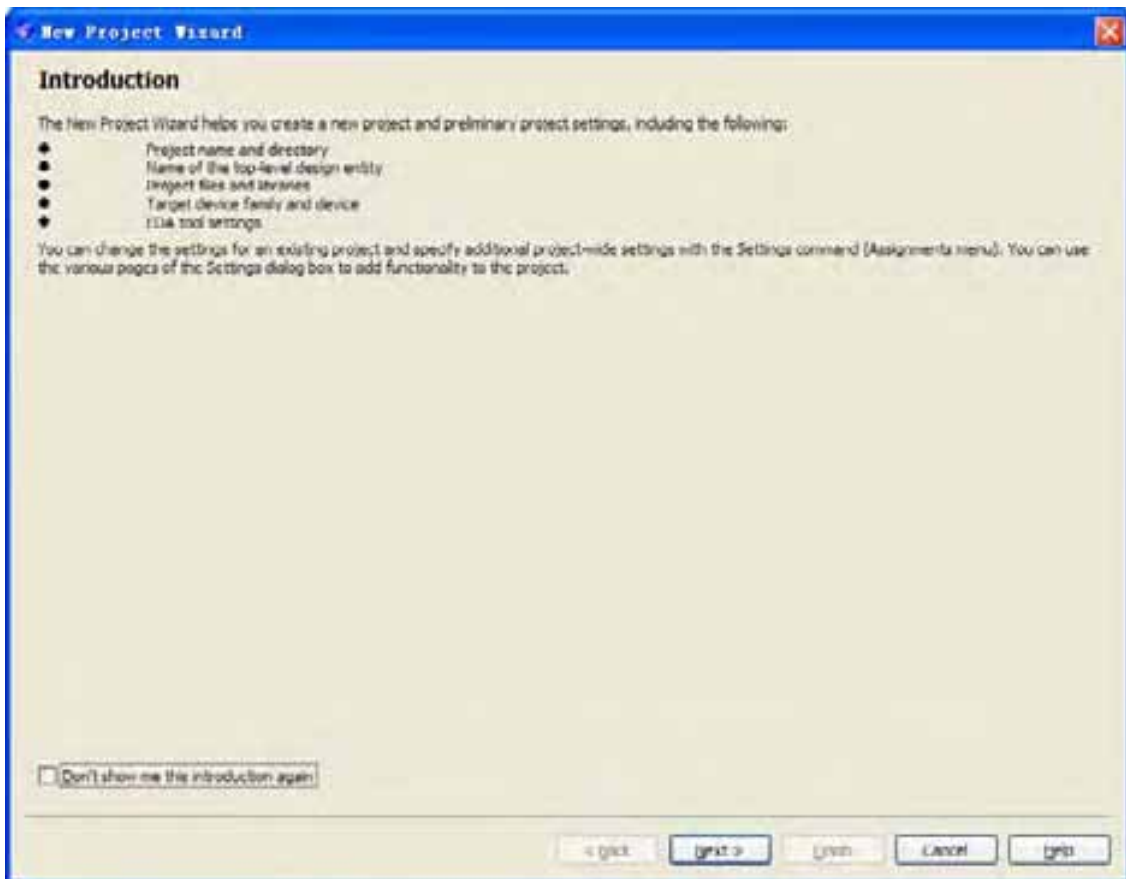 New Project Wizard
Introduction
The New Project Wizard helps you create a new project and preliminary project settings, including the following:
Project name and directory
Name of the top-level design entity
Project files and libraries
Target device family and device
EDA tool settings
You can change the settings for an existing project and specify additional project-wide settings with the Settings command (Assignments menu). You can use
the various pages of the Settings dialog box to add functionality to the project.
Don't show me this introduction again
< Back
Next >
Finish
Cancel
Help